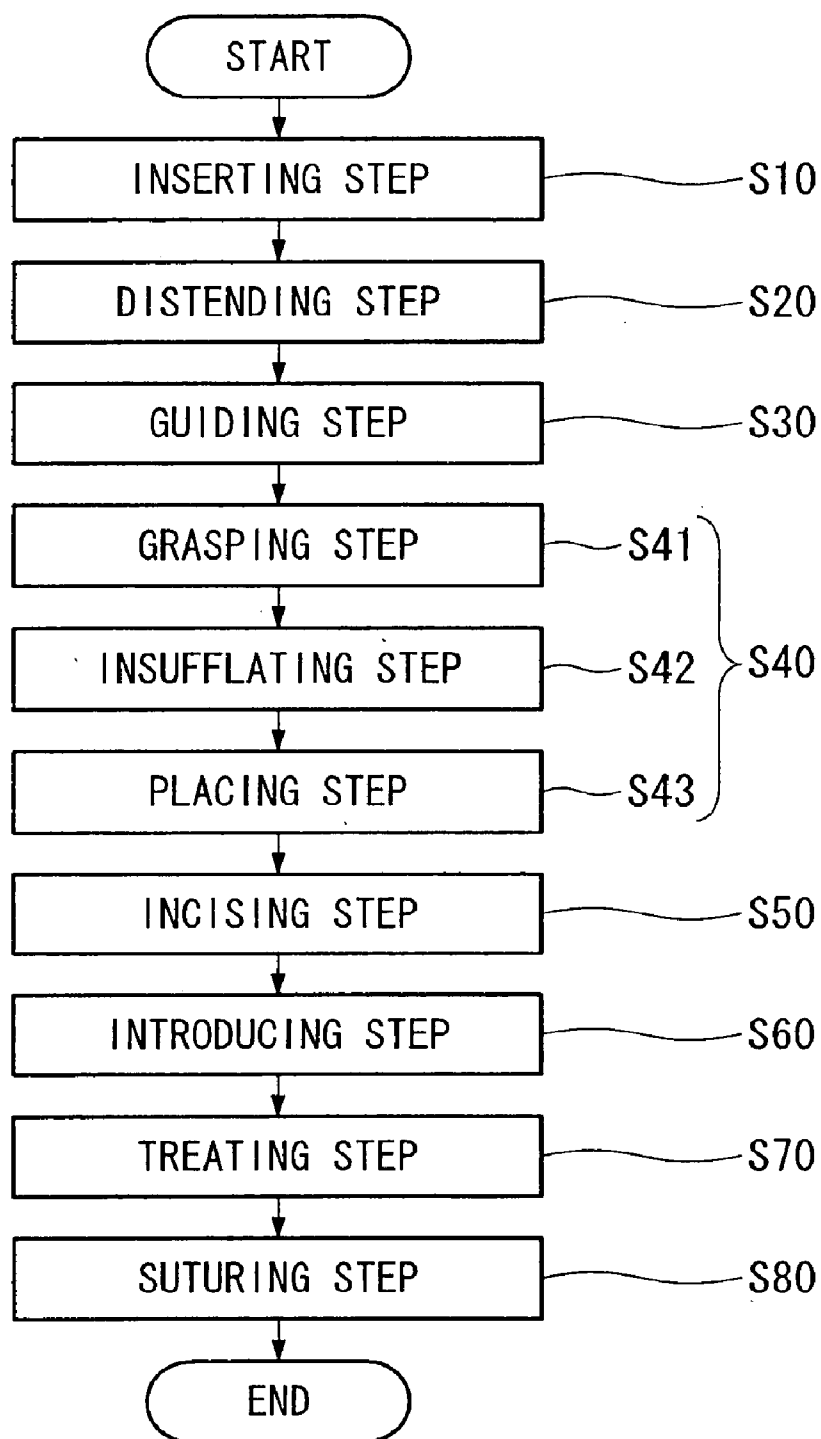 START
INSERTING STEP S10
DISTENDING STEP S20
GUIDING STEP S30
GRASPING STEP S41
INSUFFLATING STEP S42 S40
PLACING STEP S43
INCISING STEP S50
INTRODUCING STEP S60
TREATING STEP S70
SUTURING STEP S80
END